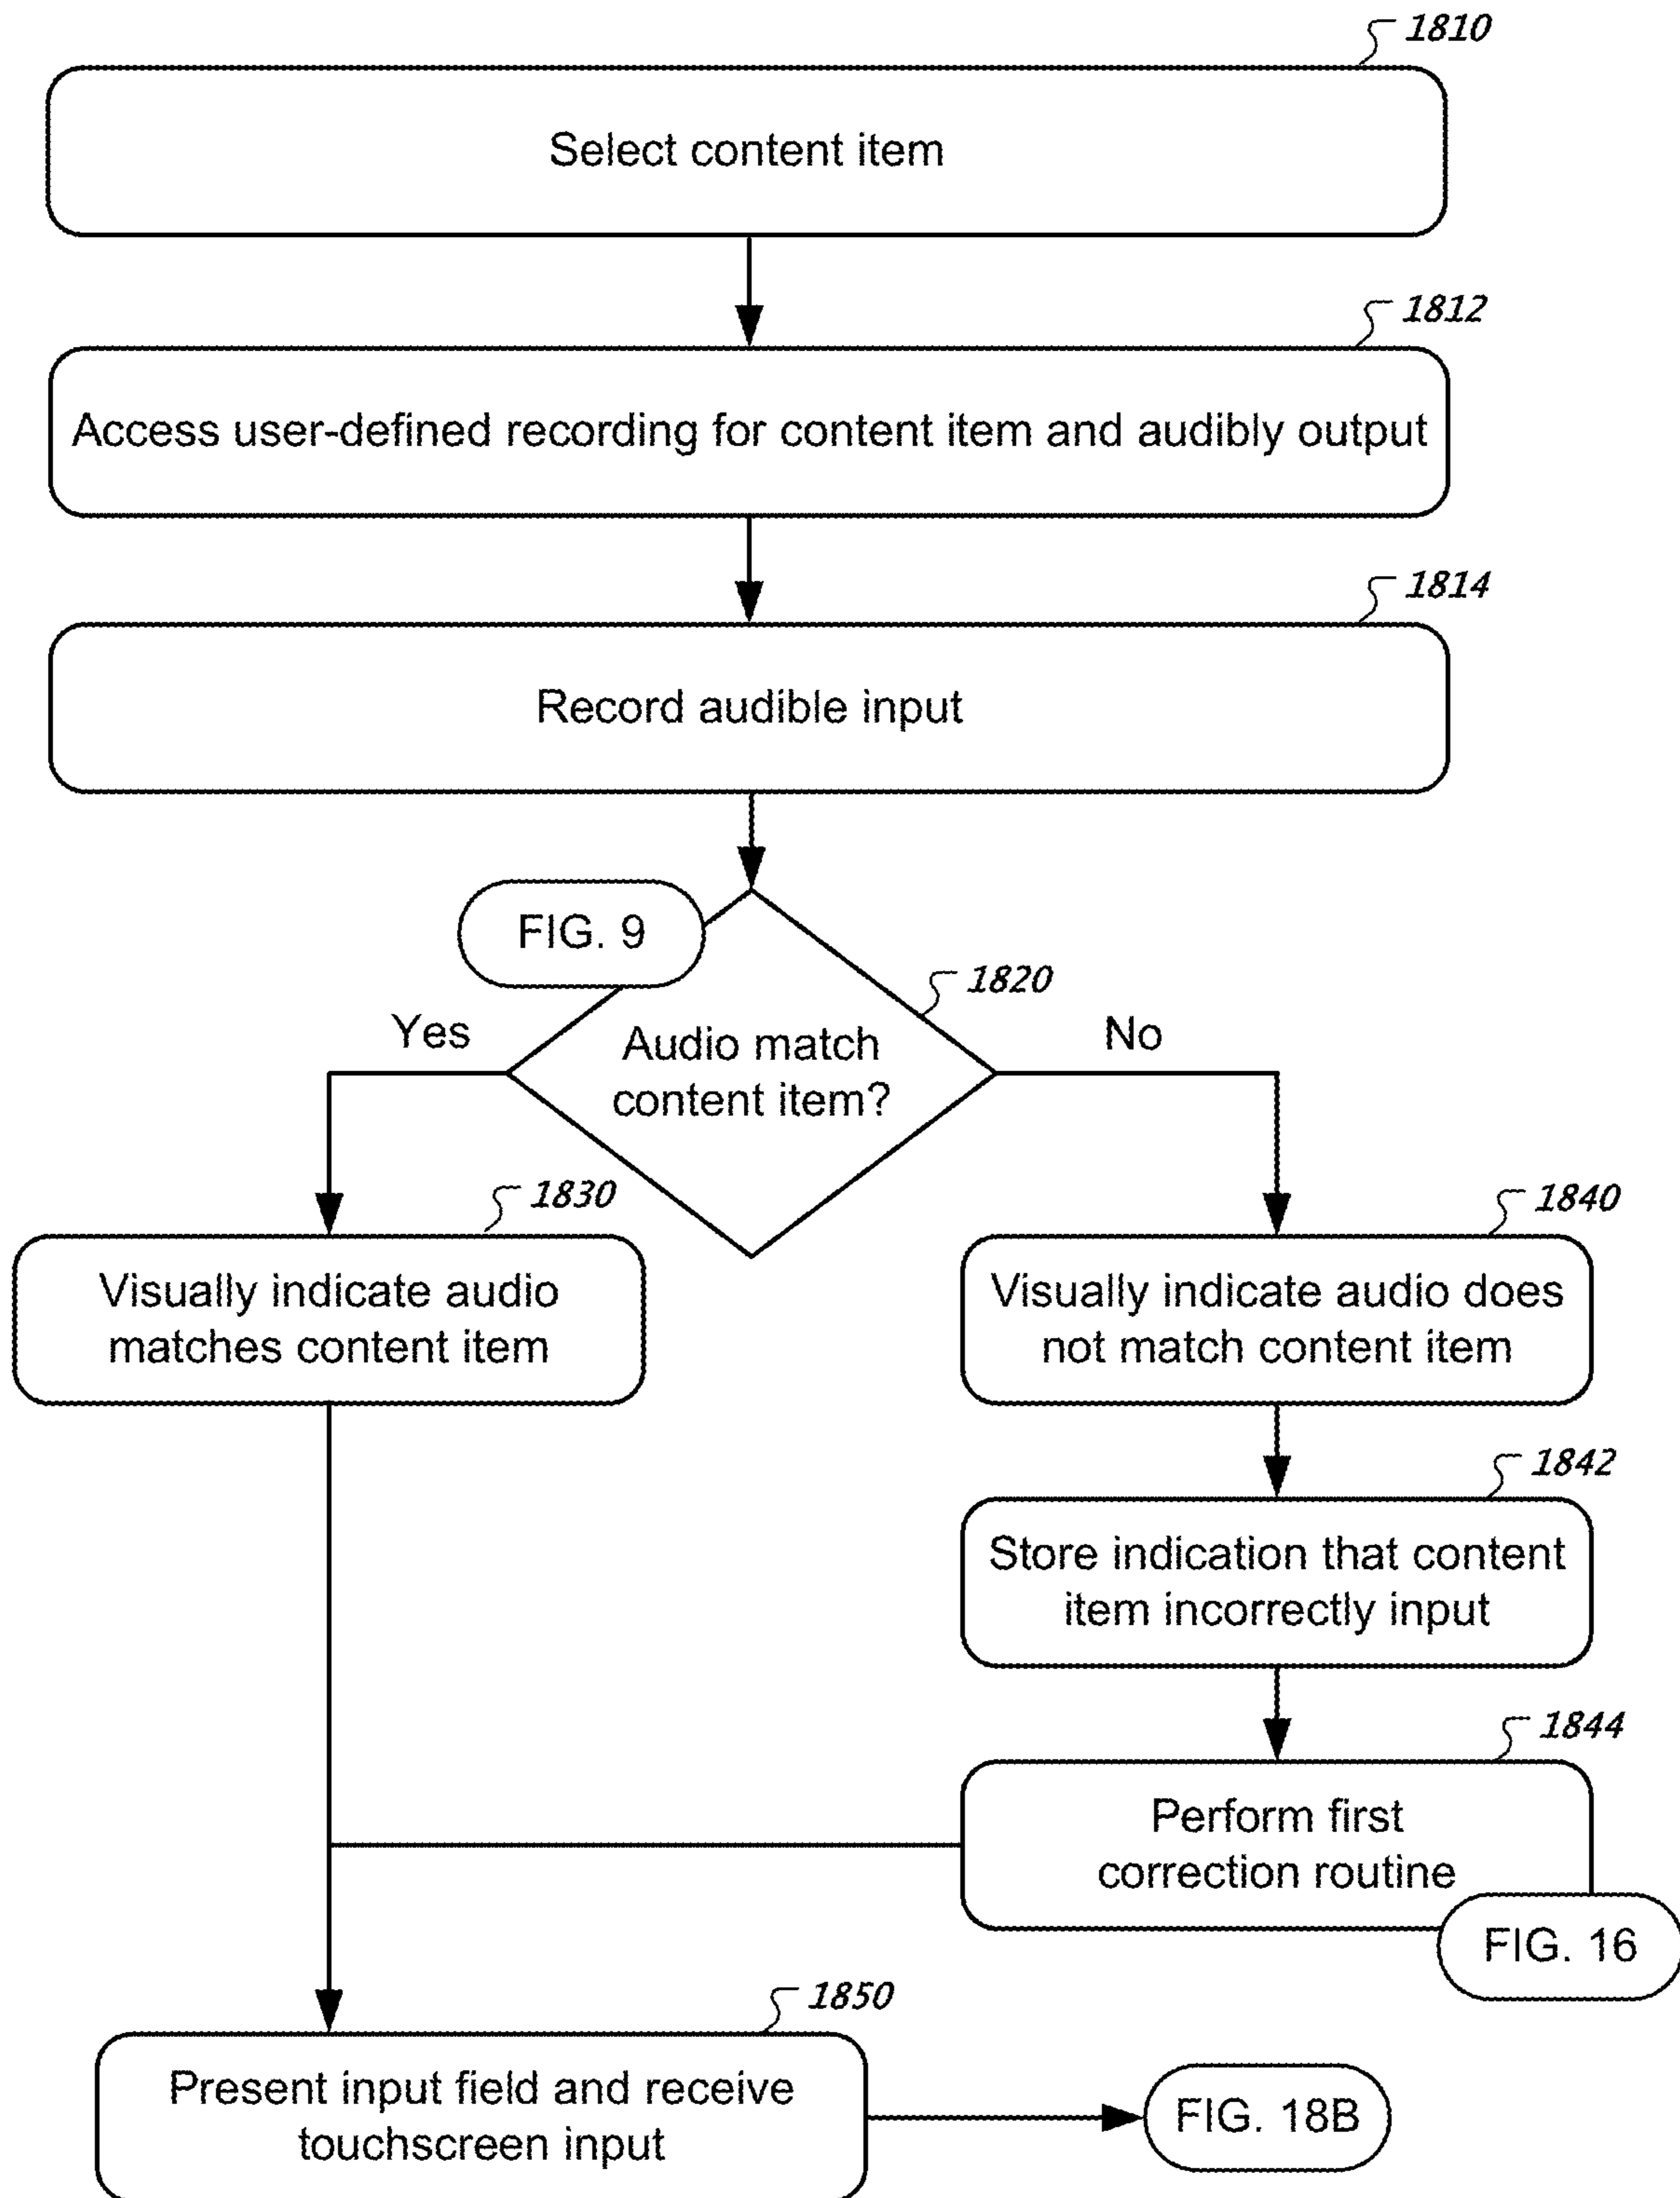 1810
Select content item
1812
Access user-defined recording for content item and audibly output
1814
Record audible input
FIG. 9
1820
Yes
No
Audio match
content item?
1830
Visually indicate audio
matches content item
1840
Visually indicate audio does
not match content item
1842
Store indication that content
item incorrectly input
1844
Perform first
correction routine
FIG. 16
1850
Present input field and receive
touchscreen input
FIG. 18B